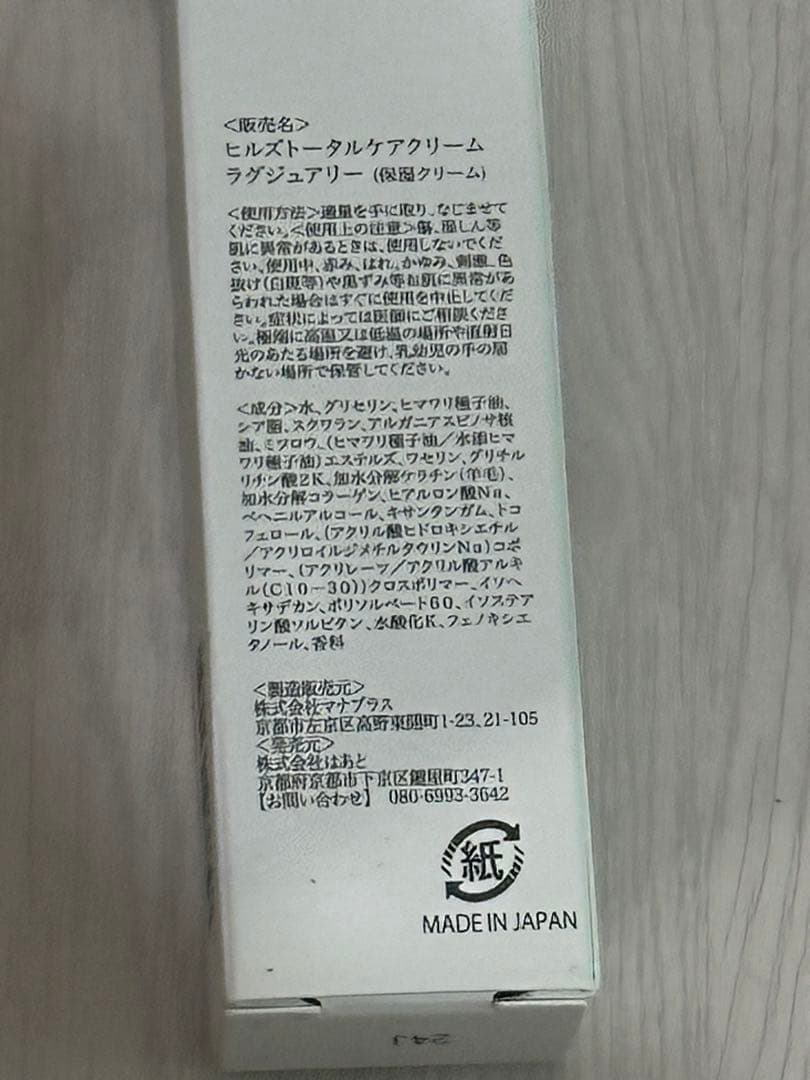 <販売名>
ヒルズトータルケアクリーム
ラグジュアリー (保湿クリーム)
<使用方法>適量を手に取り、なじませて
ください。<使用上の注意>傷、湿しん等
肌に異常があるときは、使用しないでくだ
さい。使用中、赤み、はれ、かゆみ、刺激、色
抜け(白斑等)や黒ずみ等お肌に異常があ
らわれた場合はすぐに使用を中止してくだ
さい。症状によっては医師にご相談くださ
い。極端に高温又は低温の場所や直射日
光のあたる場所を避け、乳幼児の手の届
かない場所で保管してください。
<成分>水、グリセリン、ヒマワリ種子油、
シア脂、スクワラン、アルガニアスピノサ核
油、ミツロウ、(ヒマワリ種子油/水添ヒマ
ワリ種子油)エステルズ、ワセリン、グリチル
リチン酸2K、加水分解ケラチン(羊毛)、
加水分解コラーゲン、ヒアルロン酸Na、
ベヘニルアルコール、キサンタンガム、トコ
フェロール、(アクリル酸ヒドロキシエチル
/アクリロイルジメチルタウリンNa)コポ
リマー、(アクリレーツ/アクリル酸アルキ
ル(C10-30))クロスポリマー、イソヘ
キサデカン、ポリソルベート60、イソステア
リン酸ソルビタン、水酸化K、フェノキシエ
タノール、香料
<製造販売元>
株式会社マナプラス
京都市左京区高野東開町1-23、21-105
<発売元>
株式会社はあと
京都府京都市下京区鍵屋町347-1
【お問い合わせ】 080-6993-3642
紙
MADE IN JAPAN
24J